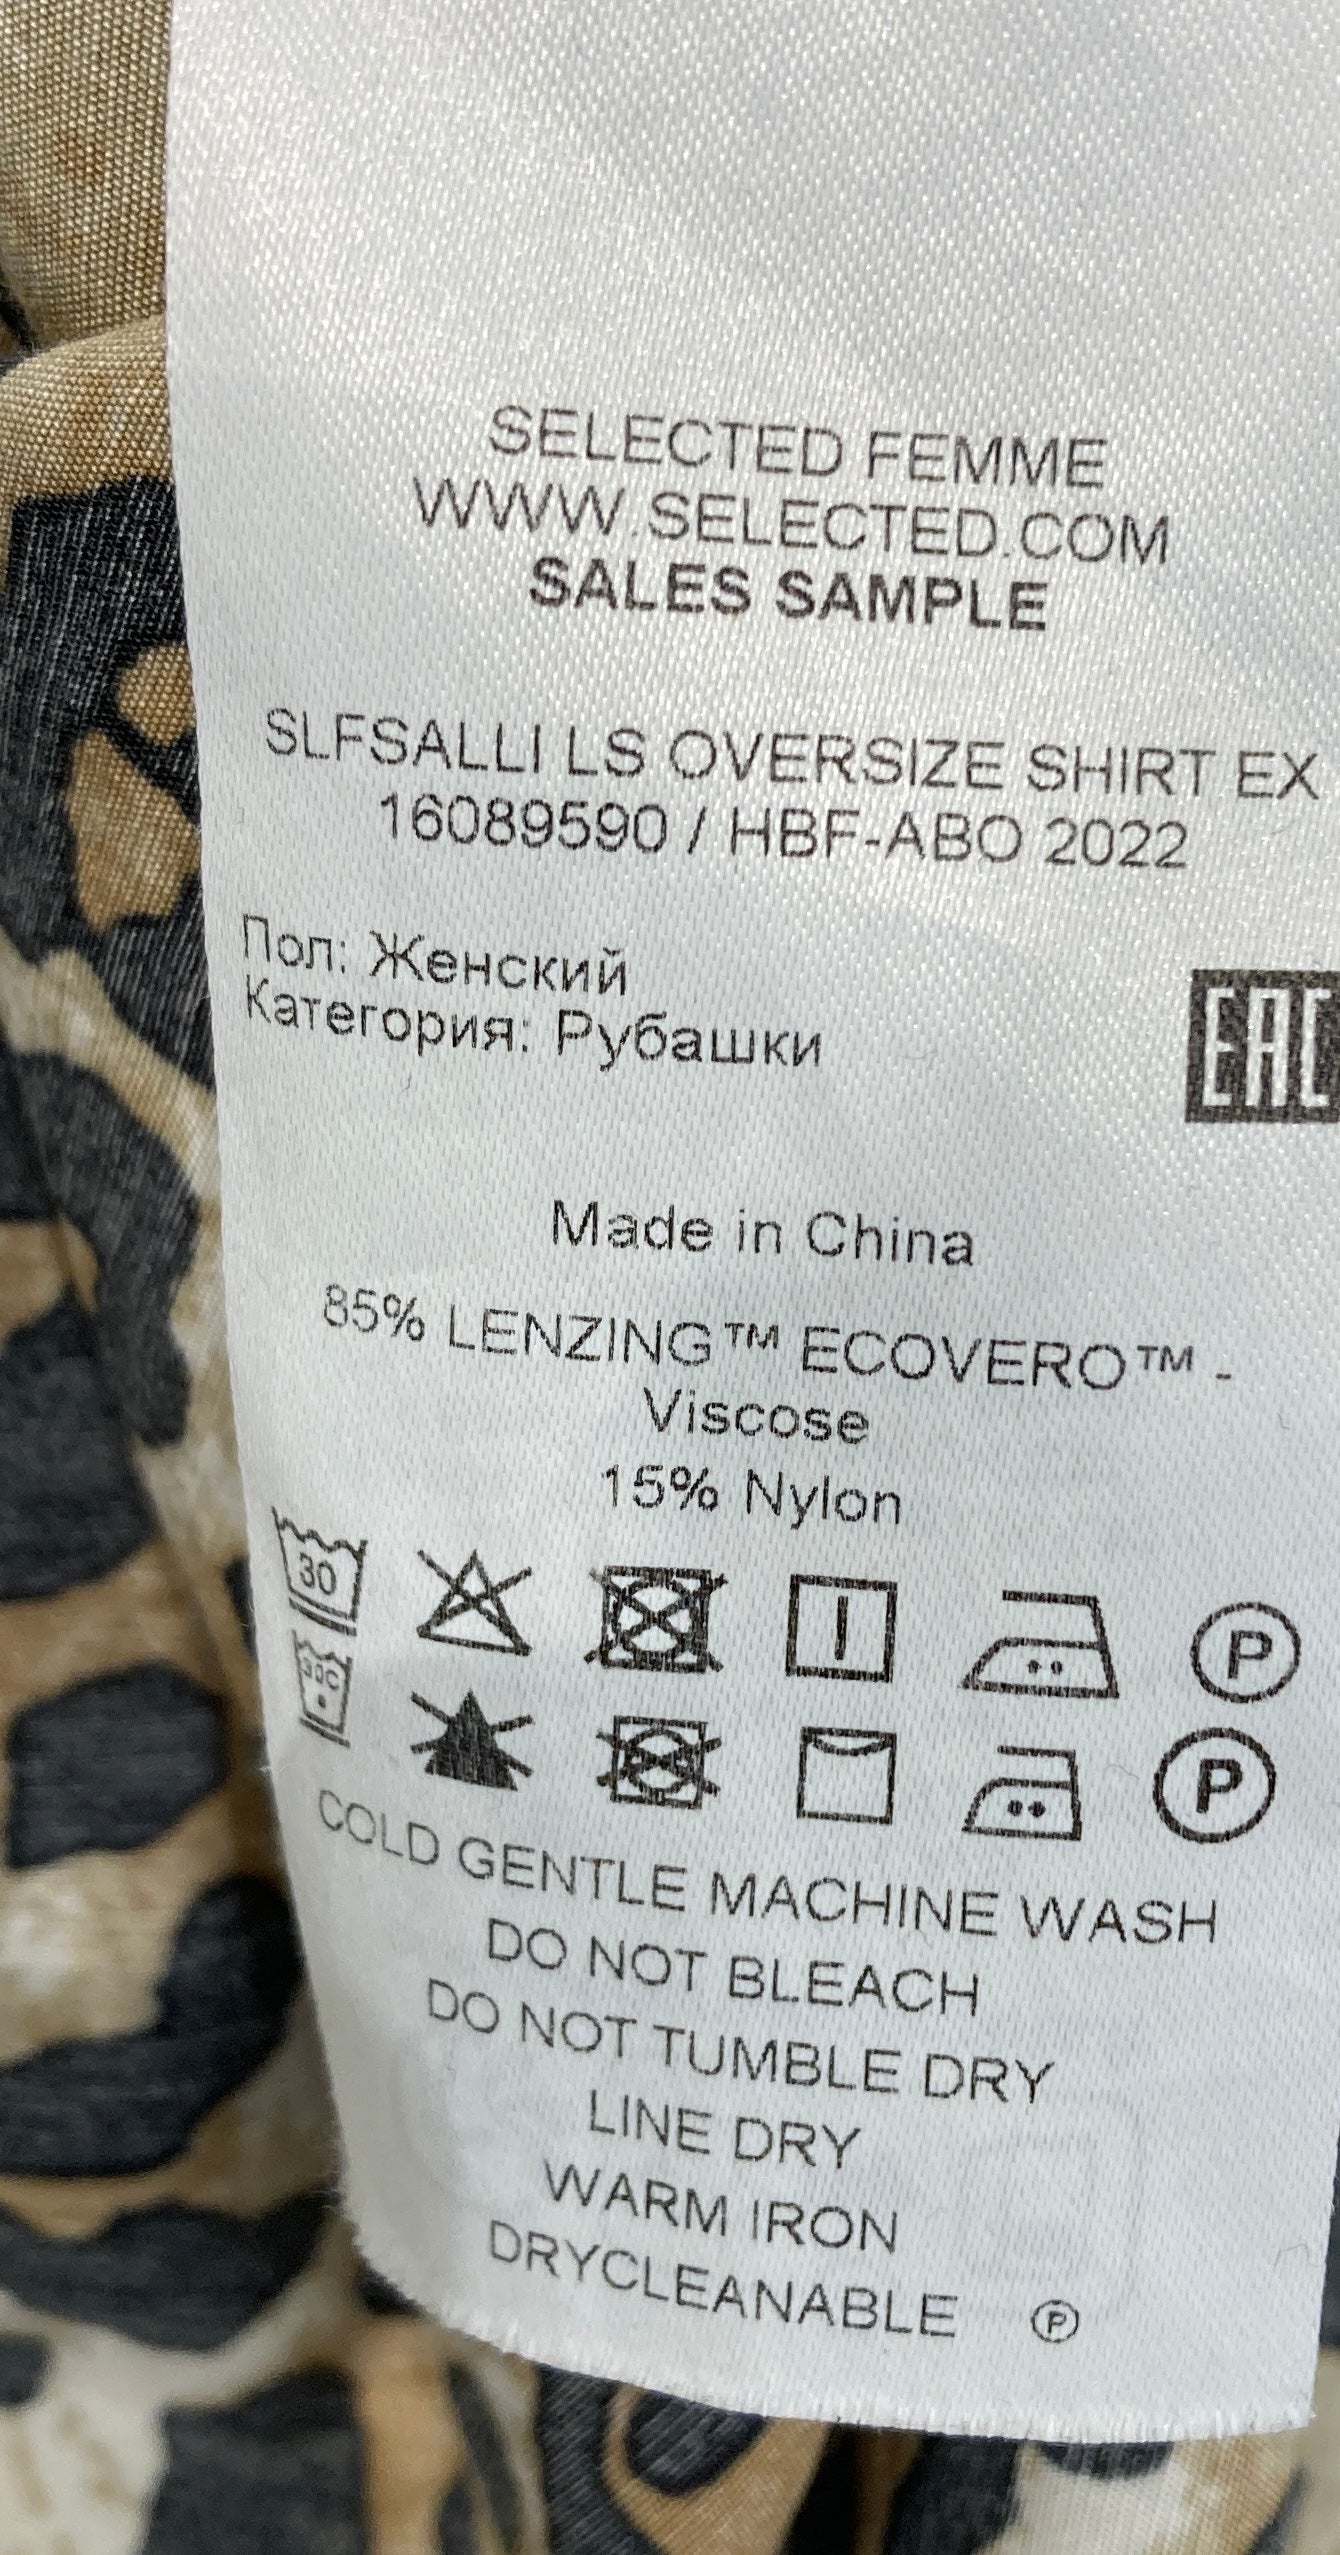 SELECTED FEMME
WWW.SELECTED.COM
SALES SAMPLE
SLFSALLI LS OVERSIZE SHIRT EX
16089590 / HBF-ABO 2022
Пол: Женский
Категория: Рубашки
EAC
Made in China
85% LENZING™ ECOVERO™ -
Viscose
15% Nylon
30 P
P
COLD GENTLE MACHINE WASH
DO NOT BLEACH
DO NOT TUMBLE DRY
LINE DRY
WARM IRON
DRYCLEANABLE Ⓟ